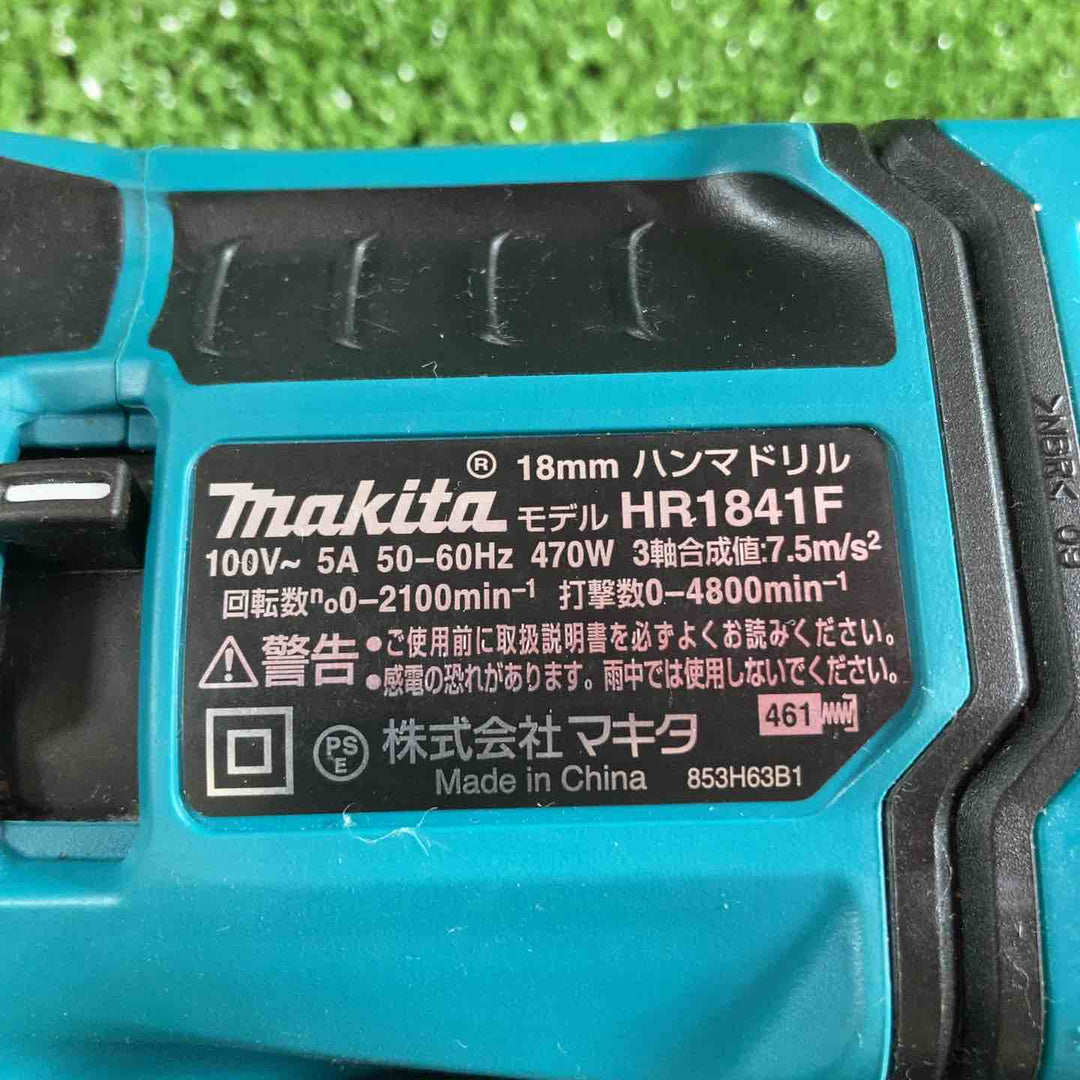 makita® 18mm ハンマドリル
モデル HR1841F
100V~ 5A 50-60Hz 470W 3軸合成値:7.5m/s²
回転数n₀0-2100min⁻¹ 打撃数0-4800min⁻¹
警告 •ご使用前に取扱説明書を必ずよくお読みください。
•感電の恐れがあります。雨中では使用しないでください。
PS E 株式会社マキタ 461
Made in China 853H63B1
>NBRK< 09